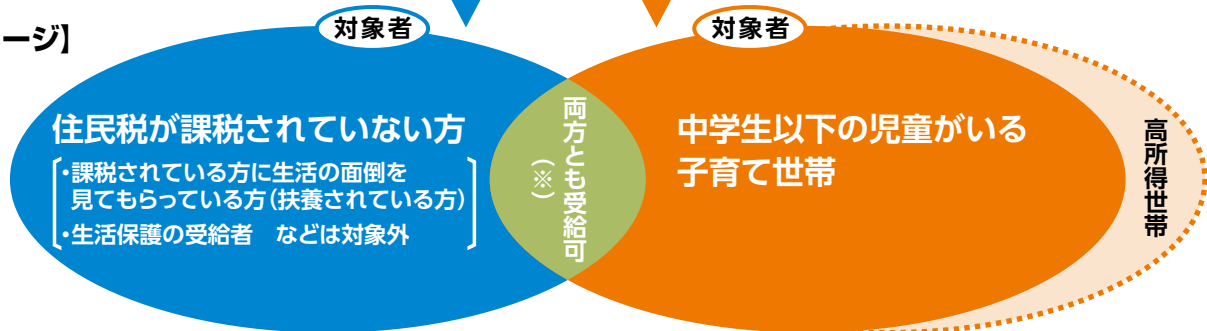 ージ】
対象者
住民税が課税されていない方
・課税されている方に生活の面倒を
見てもらっている方(扶養されている方)
・生活保護の受給者　などは対象外
両方とも受給可
(※)
対象者
中学生以下の児童がいる
子育て世帯
高所得世帯